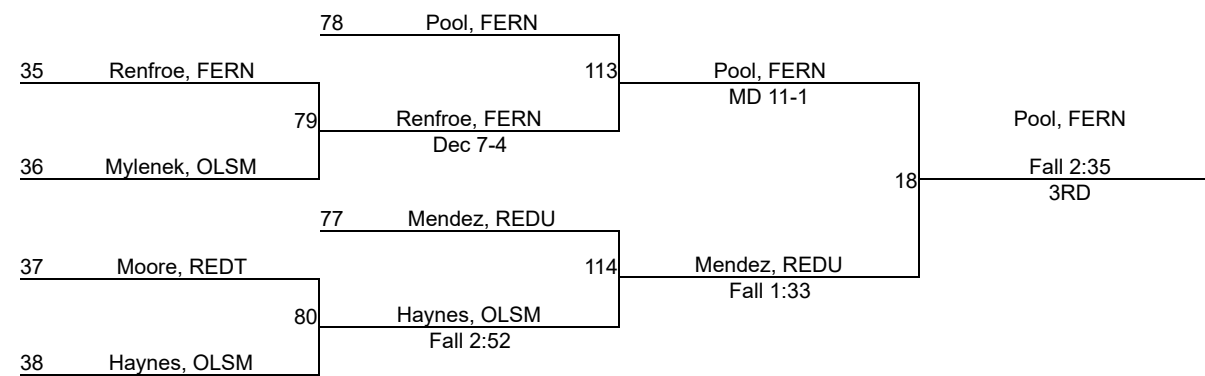 78 Pool, FERN
35 Renfroe, FERN
113 Pool, FERN
MD 11-1
79 Renfroe, FERN
Dec 7-4
Pool, FERN
36 Mylenek, OLSM
18 Fall 2:35
3RD
77 Mendez, REDU
37 Moore, REDT
114 Mendez, REDU
Fall 1:33
80 Haynes, OLSM
Fall 2:52
38 Haynes, OLSM